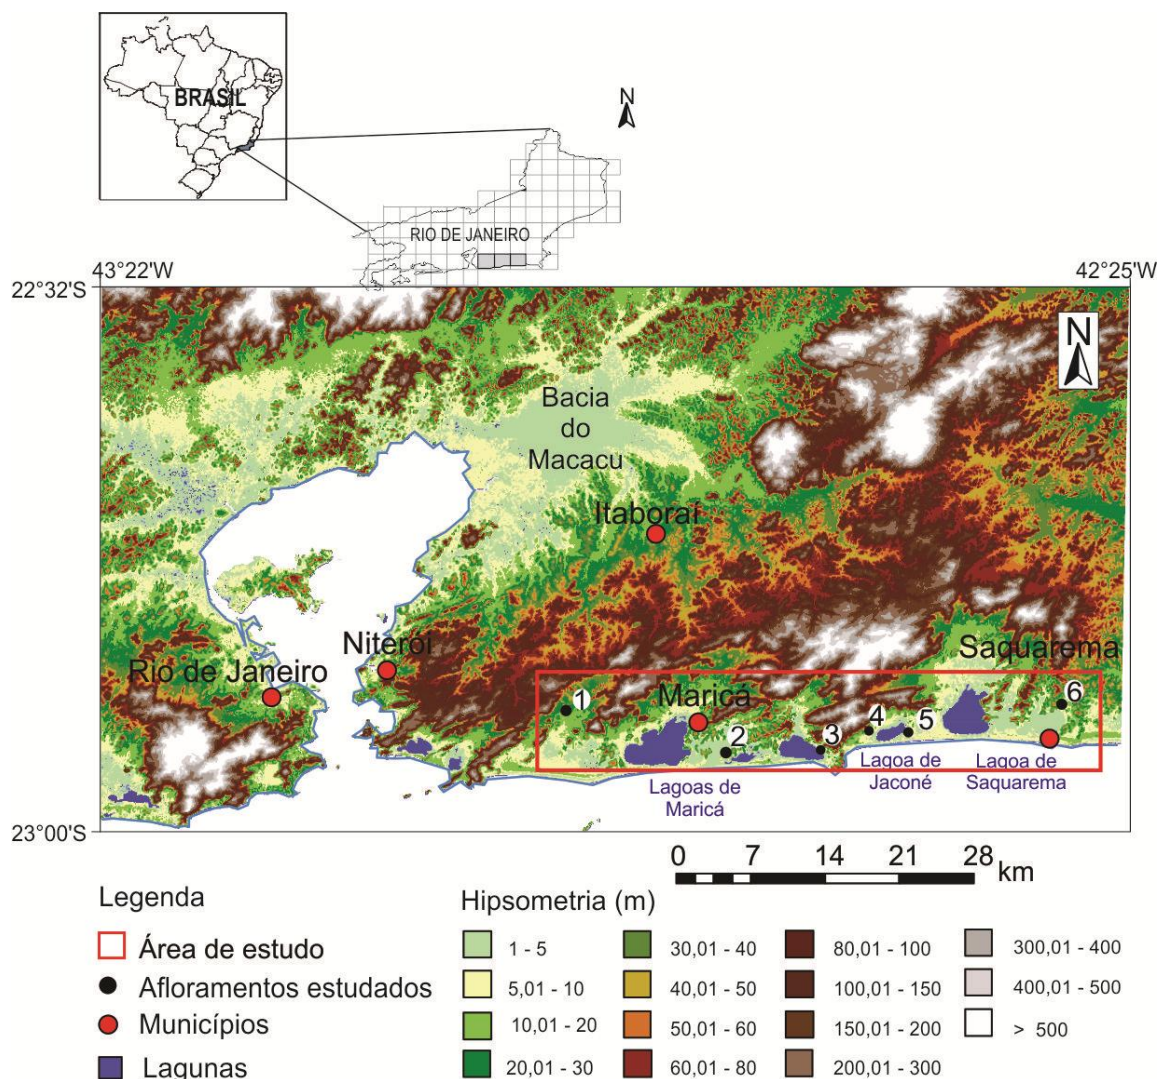 BRASIL
N
RIO DE JANEIRO
43°22'W
42°25'W
22°32'S
N
Bacia
do
Macacu
Itaboraí
Niterói
Saquarema
Rio de Janeiro
Maricá
1
2
3
4
5
6
Lagoas de
Maricá
Lagoa de
Jaconé
Lagoa de
Saquarema
23°00'S
0 7 14 21 28
km
Legenda
Área de estudo
Afloramentos estudados
Municípios
Lagunas
Hipsometria (m)
1 - 5
5,01 - 10
10,01 - 20
20,01 - 30
30,01 - 40
40,01 - 50
50,01 - 60
60,01 - 80
80,01 - 100
100,01 - 150
150,01 - 200
200,01 - 300
300,01 - 400
400,01 - 500
> 500